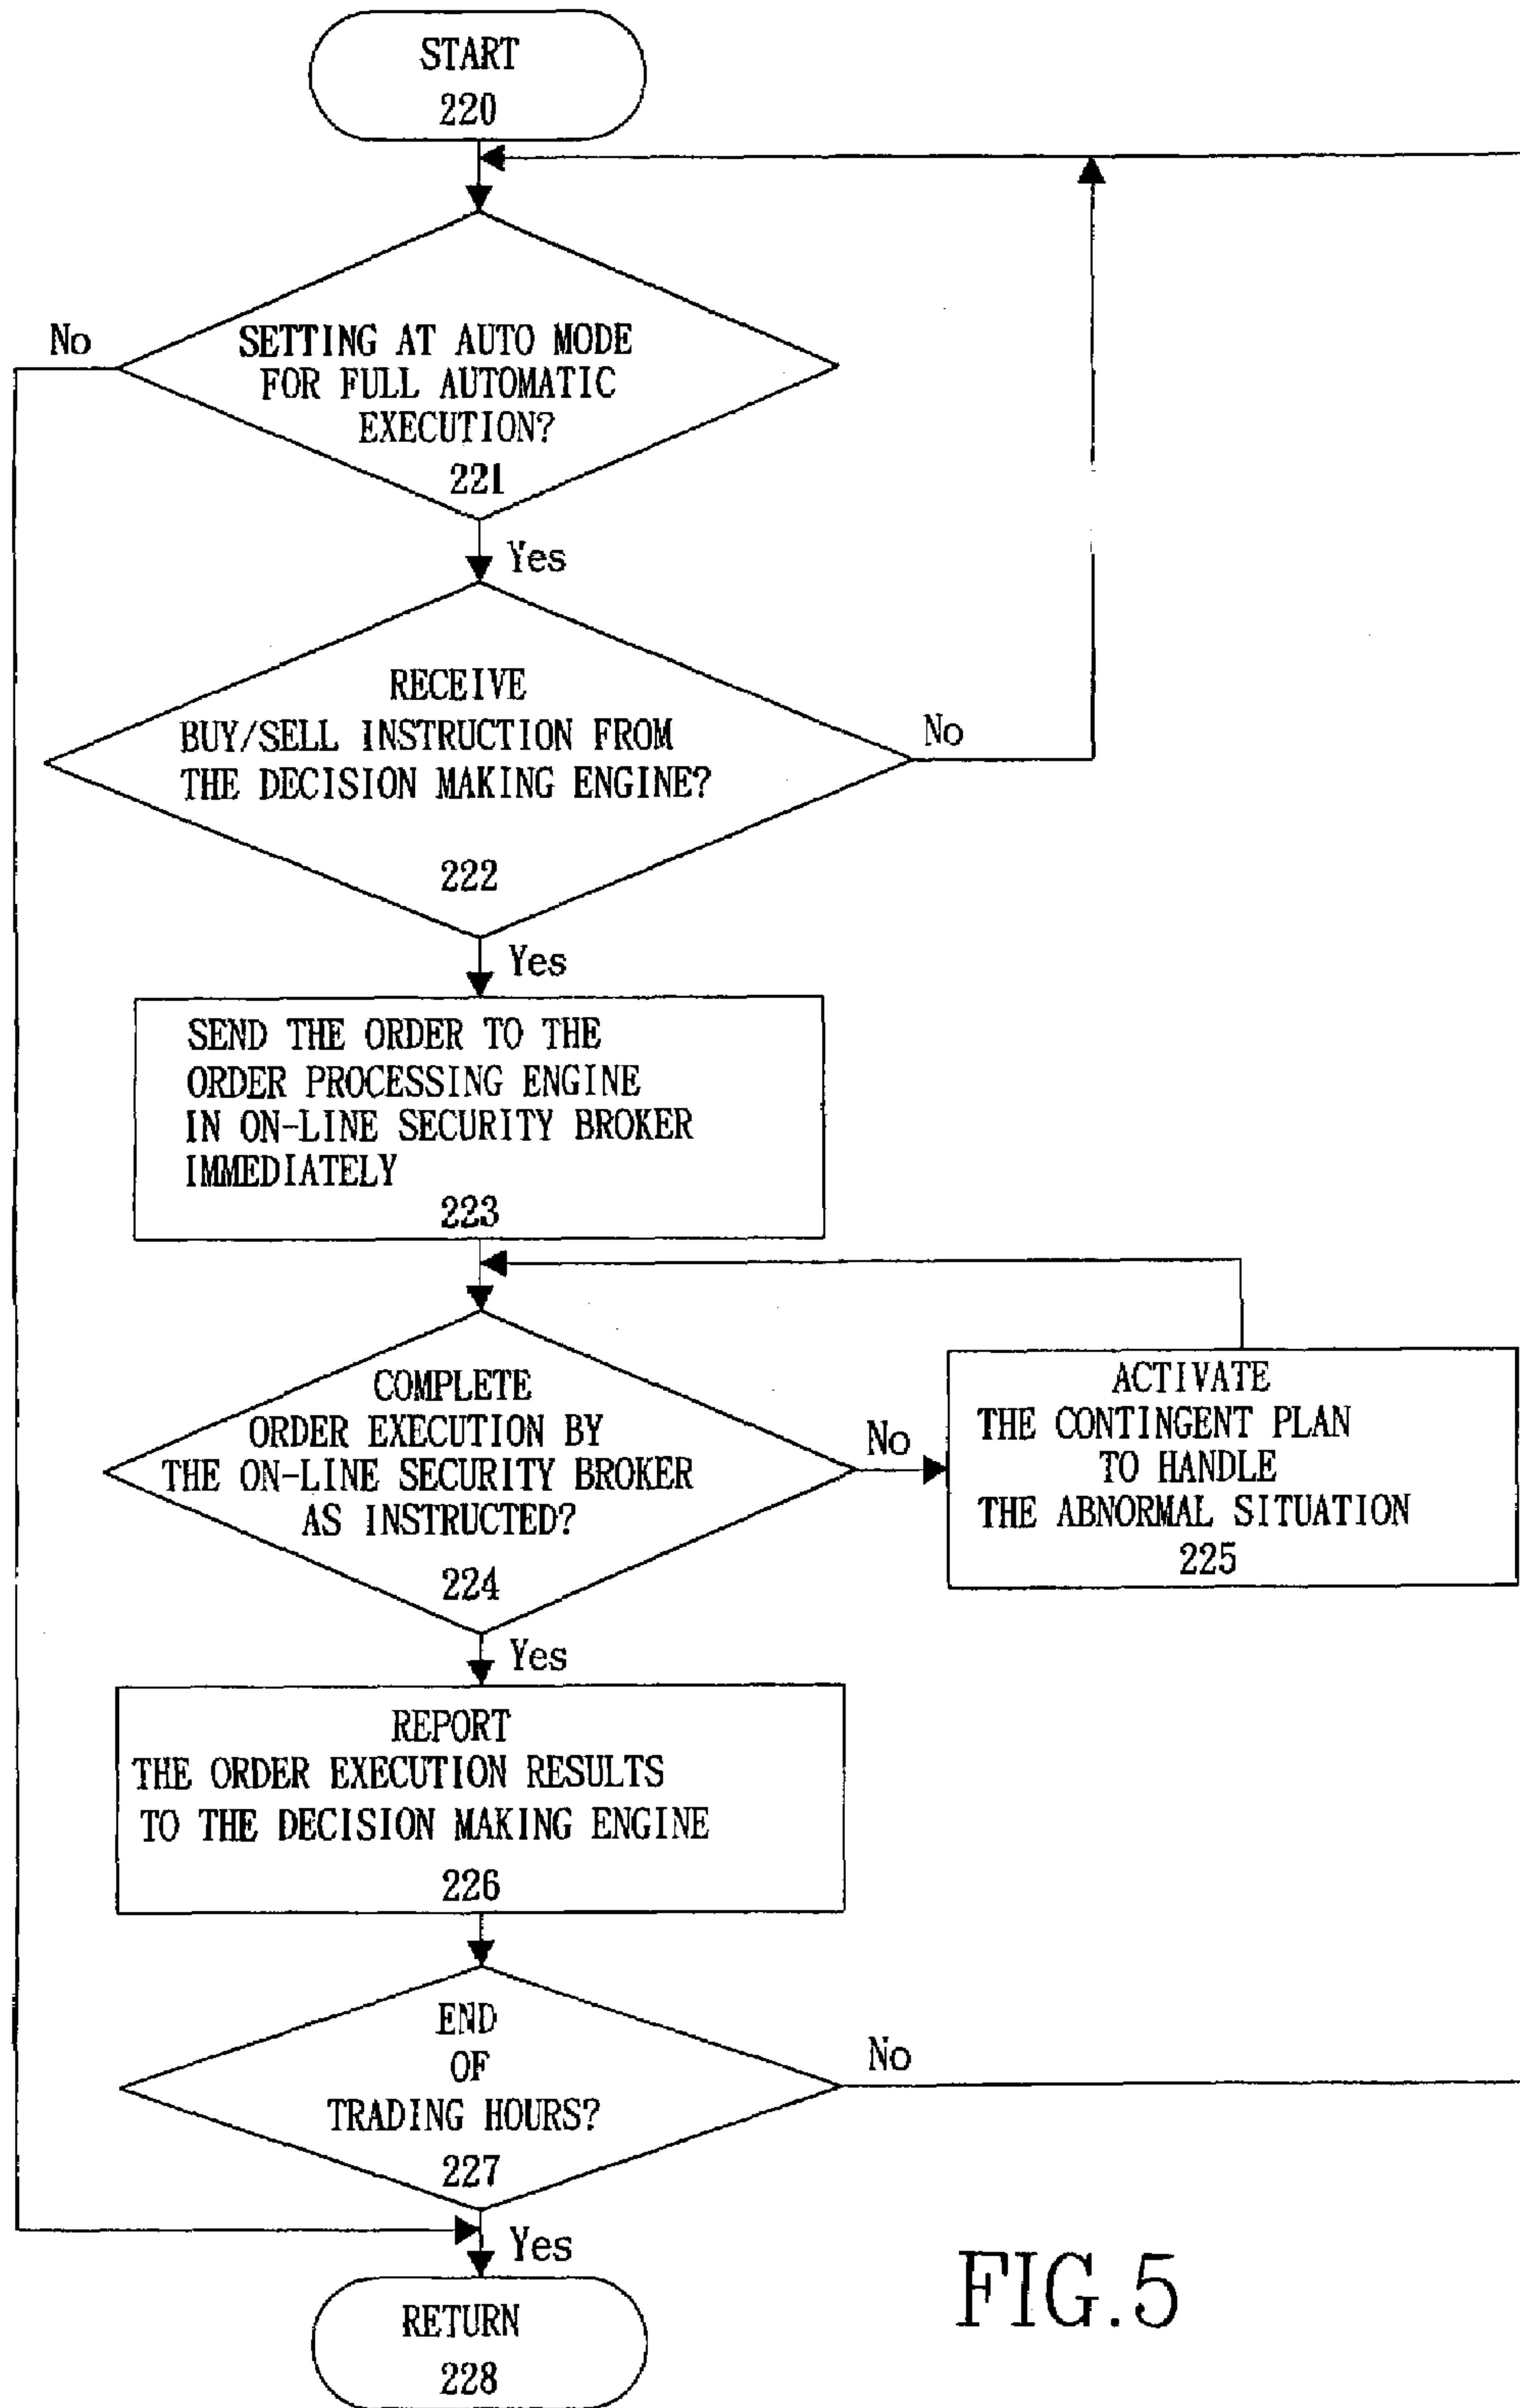 START
220
No
SETTING AT AUTO MODE
FOR FULL AUTOMATIC
EXECUTION?
221
Yes
RECEIVE
BUY/SELL INSTRUCTION FROM
THE DECISION MAKING ENGINE?
222
No
Yes
SEND THE ORDER TO THE
ORDER PROCESSING ENGINE
IN ON-LINE SECURITY BROKER
IMMEDIATELY
223
COMPLETE
ORDER EXECUTION BY
THE ON-LINE SECURITY BROKER
AS INSTRUCTED?
224
No
ACTIVATE
THE CONTINGENT PLAN
TO HANDLE
THE ABNORMAL SITUATION
225
Yes
REPORT
THE ORDER EXECUTION RESULTS
TO THE DECISION MAKING ENGINE
226
END
OF
TRADING HOURS?
227
No
Yes
RETURN
228
FIG.5